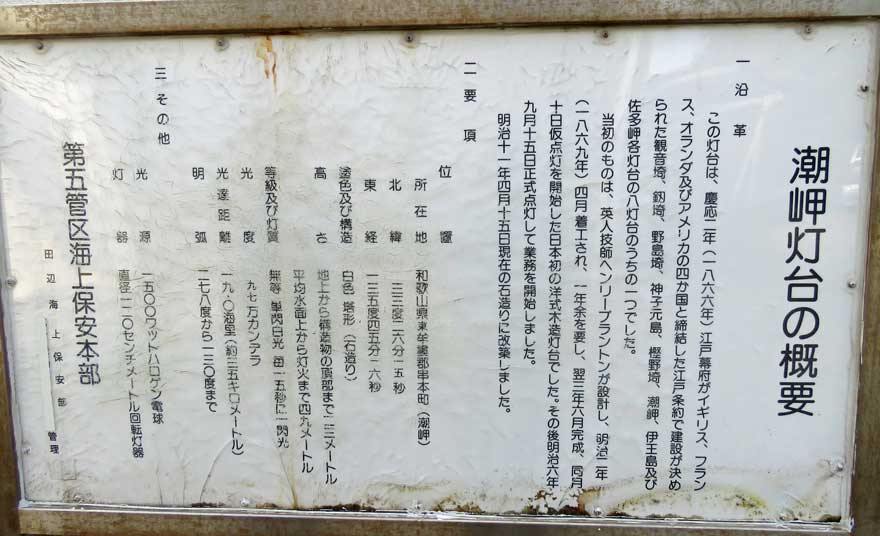 潮岬灯台の概要
一 沿革
この灯台は、慶応二年(一八六六年)江戸幕府がイギリス、フラン
ス、オランダ及びアメリカの四か国と締結した江戸条約で建設が決め
られた観音埼、剱埼、野島埼、神子元島、樫野埼、潮岬、伊王島及び
佐多岬各灯台の八灯台のうちの一つでした。
当初のものは、英人技師ヘンリーブラントンが設計し、明治二年
(一八六九年)四月着工され、一年余を要し、翌三年六月完成、同月
十日仮点灯を開始した日本初の洋式木造灯台でした。その後明治六年
九月十五日正式点灯して業務を開始しました。
明治十一年四月十五日現在の石造りに改築しました。
二 要項
位置
所在地 和歌山県東牟婁郡串本町(潮岬)
北緯 三三度二六分一五秒
東経 一三五度四五分一六秒
塗色及び構造 白色 塔形(石造り)
高さ 地上から構造物の頂部まで二三メートル
平均水面上から灯火まで四九メートル
等級及び灯質 無等 単閃白光 毎一五秒に一閃光
光度 九七万カンデラ
光達距離 一九・〇海里(約三五キロメートル)
明弧 二七八度から一三〇度まで
三 その他
光源 一五〇〇ワットハロゲン電球
灯器 直径一二〇センチメートル回転灯器
第五管区海上保安本部
田辺海上保安部 管理